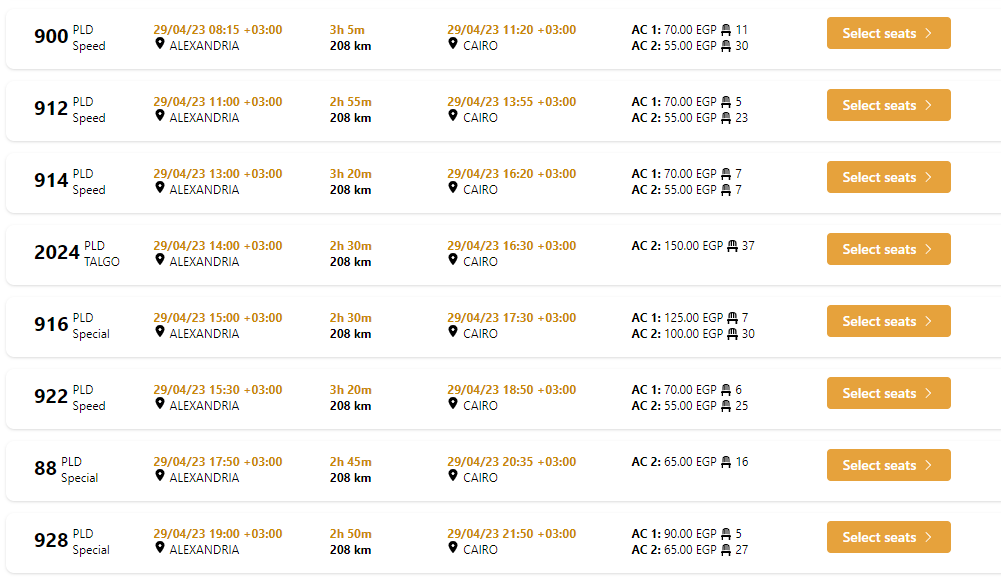 900 PLD 29/04/23 08:15 +03:00 3h 5m 29/04/23 11:20 +03:00 AC 1: 70.00 EGP 11 Select seats
Speed ALEXANDRIA 208 km CAIRO AC 2: 55.00 EGP 30
912 PLD 29/04/23 11:00 +03:00 2h 55m 29/04/23 13:55 +03:00 AC 1: 70.00 EGP 5 Select seats
Speed ALEXANDRIA 208 km CAIRO AC 2: 55.00 EGP 23
914 PLD 29/04/23 13:00 +03:00 3h 20m 29/04/23 16:20 +03:00 AC 1: 70.00 EGP 7 Select seats
Speed ALEXANDRIA 208 km CAIRO AC 2: 55.00 EGP 7
2024 PLD 29/04/23 14:00 +03:00 2h 30m 29/04/23 16:30 +03:00 AC 2: 150.00 EGP 37 Select seats
TALGO ALEXANDRIA 208 km CAIRO
916 PLD 29/04/23 15:00 +03:00 2h 30m 29/04/23 17:30 +03:00 AC 1: 125.00 EGP 7 Select seats
Special ALEXANDRIA 208 km CAIRO AC 2: 100.00 EGP 30
922 PLD 29/04/23 15:30 +03:00 3h 20m 29/04/23 18:50 +03:00 AC 1: 70.00 EGP 6 Select seats
Speed ALEXANDRIA 208 km CAIRO AC 2: 55.00 EGP 25
88 PLD 29/04/23 17:50 +03:00 2h 45m 29/04/23 20:35 +03:00 AC 2: 65.00 EGP 16 Select seats
Special ALEXANDRIA 208 km CAIRO
928 PLD 29/04/23 19:00 +03:00 2h 50m 29/04/23 21:50 +03:00 AC 1: 90.00 EGP 5 Select seats
Special ALEXANDRIA 208 km CAIRO AC 2: 65.00 EGP 27